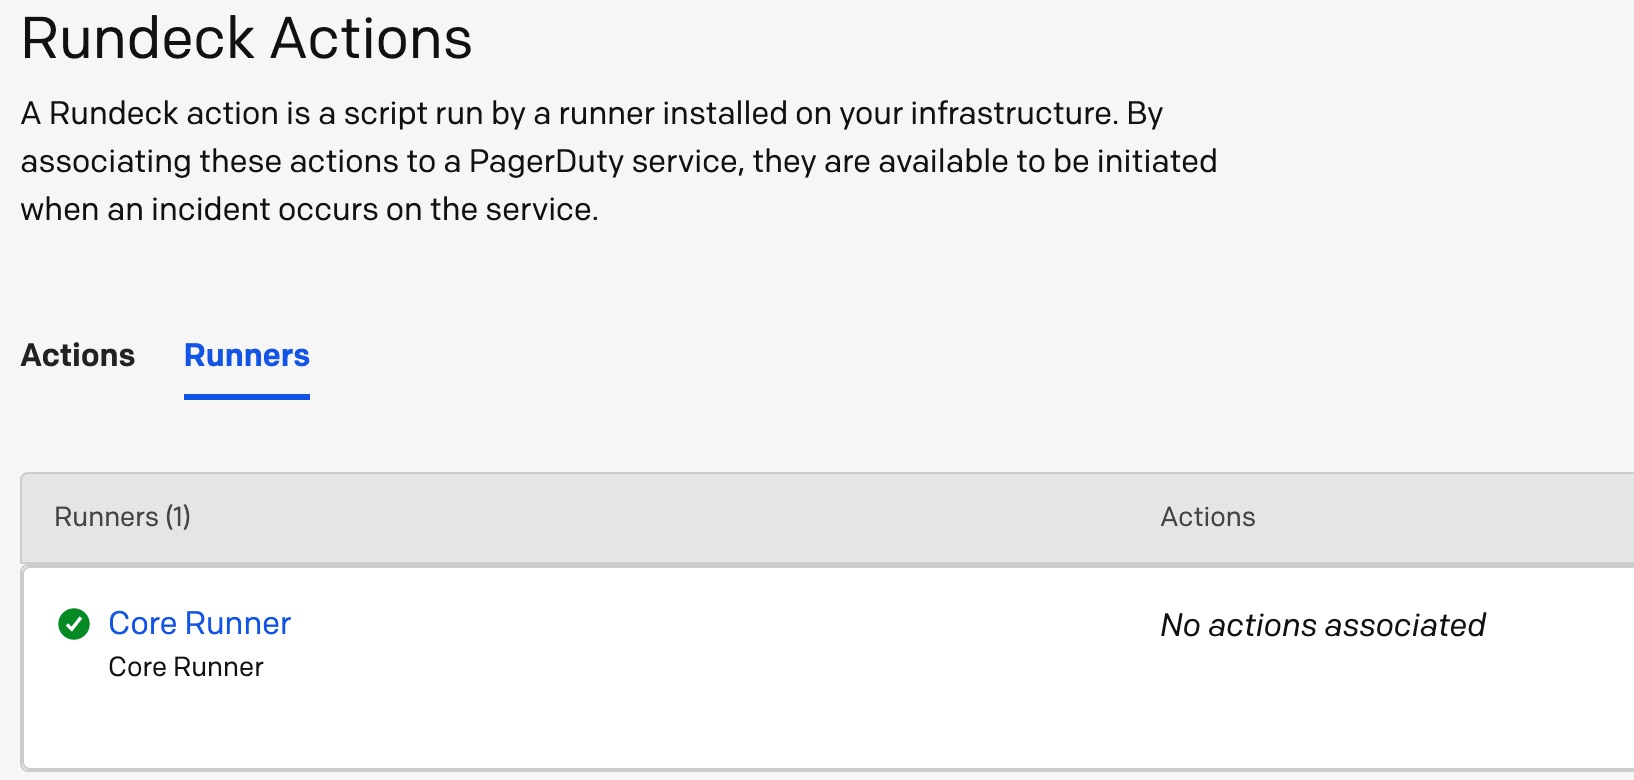 Rundeck Actions
A Rundeck action is a script run by a runner installed on your infrastructure. By
associating these actions to a PagerDuty service, they are available to be initiated
when an incident occurs on the service.
Actions Runners
Runners (1) Actions
Core Runner No actions associated
Core Runner